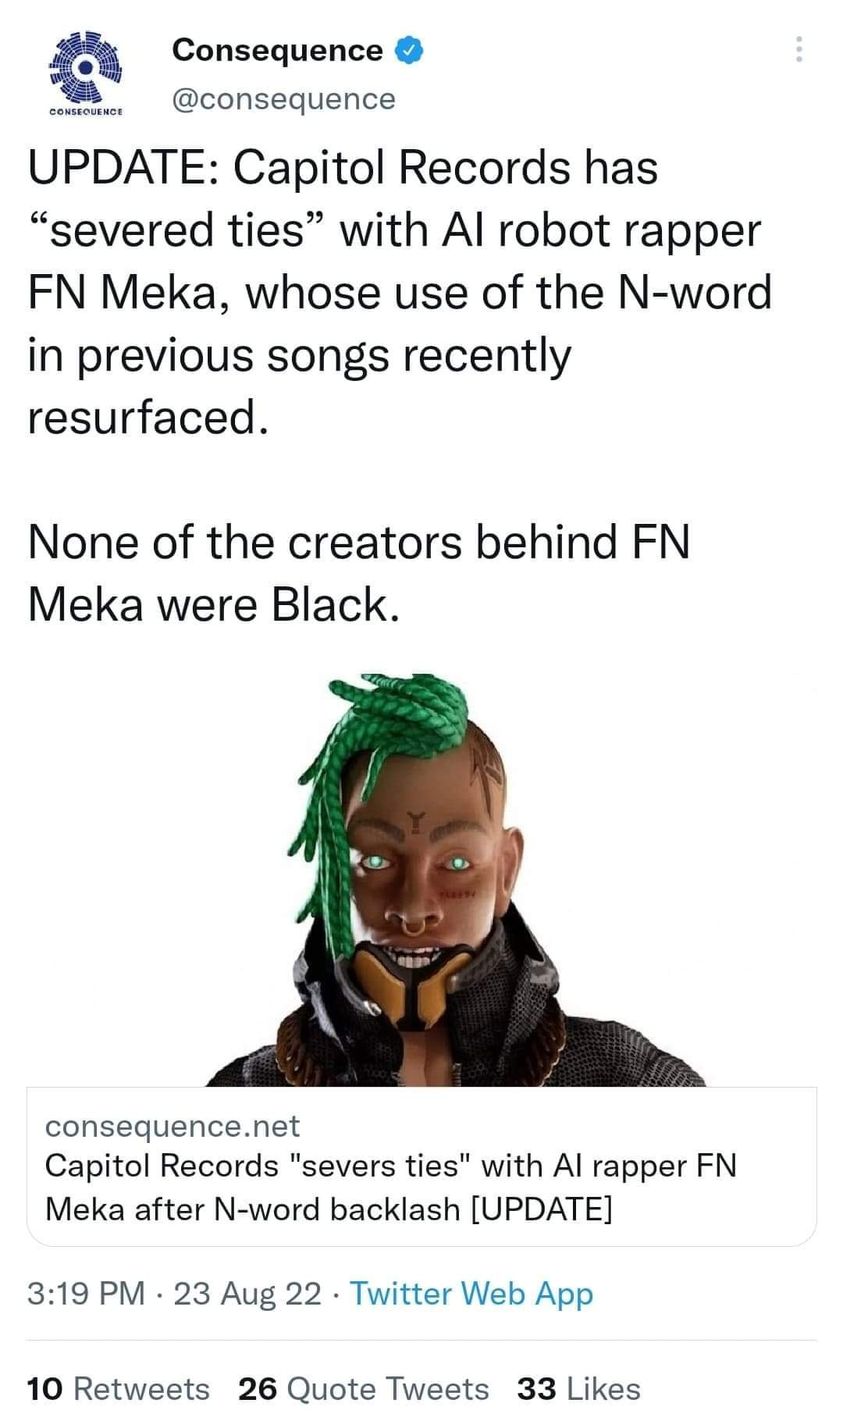 CONSEQUENCE
Consequence
@consequence
UPDATE: Capitol Records has
“severed ties” with AI robot rapper
FN Meka, whose use of the N-word
in previous songs recently
resurfaced.
None of the creators behind FN
Meka were Black.
consequence.net
Capitol Records "severs ties" with AI rapper FN
Meka after N-word backlash [UPDATE]
3:19 PM · 23 Aug 22 · Twitter Web App
10 Retweets 26 Quote Tweets 33 Likes